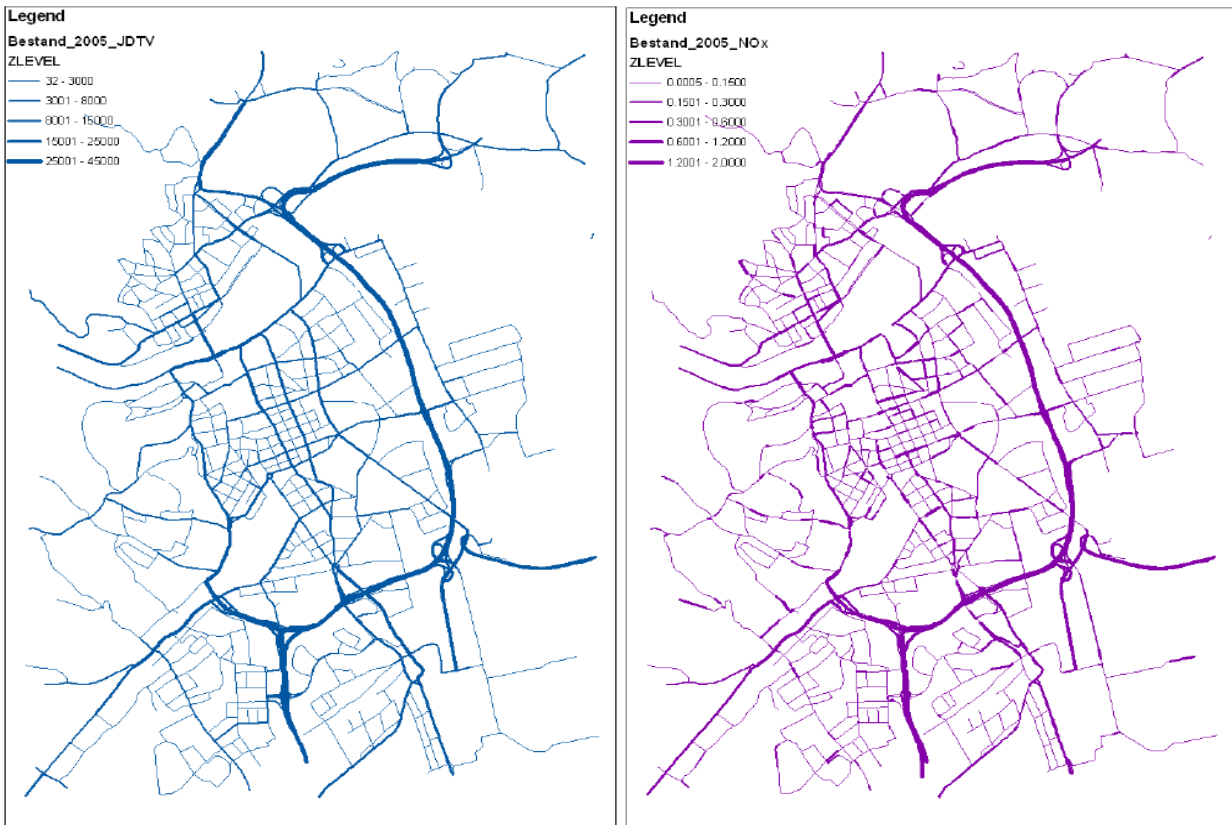 Legend
Bestand_2005_JDTV
ZLEVEL
32 - 3000
3001 - 8000
8001 - 15000
15001 - 25000
25001 - 45000
Legend
Bestand_2005_NOx
ZLEVEL
0.0005 - 0.1500
0.1501 - 0.3000
0.3001 - 0.6000
0.6001 - 1.2000
1.2001 - 2.0000